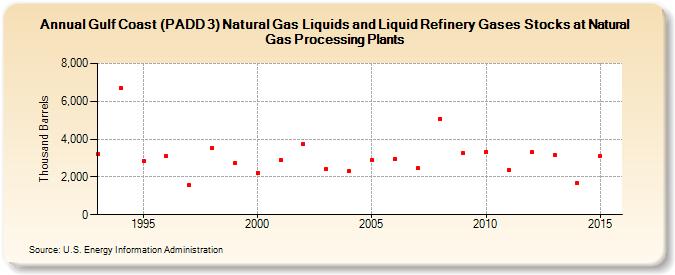 Annual Gulf Coast (PADD 3) Natural Gas Liquids and Liquid Refinery Gases Stocks at Natural
Gas Processing Plants
Thousand Barrels
8,000
6,000
4,000
2,000
0
1995 2000 2005 2010 2015
Source: U.S. Energy Information Administration